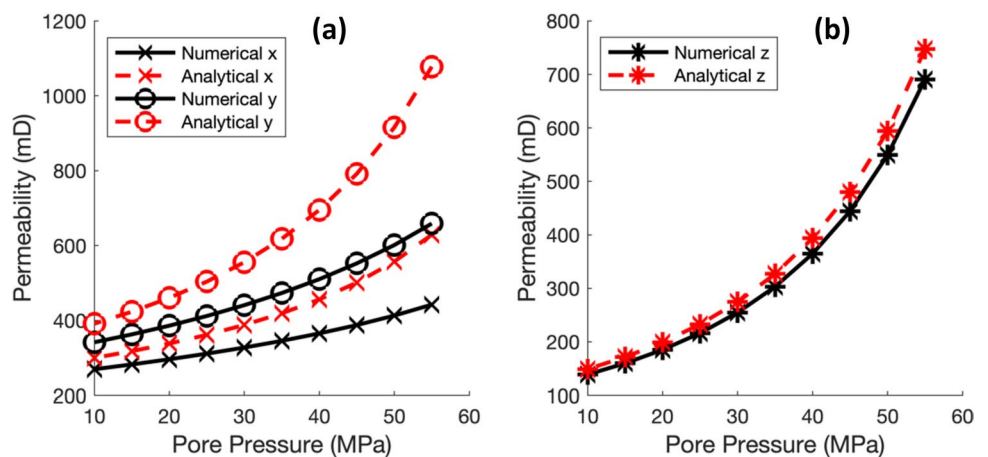 (a)
Numerical x
Analytical x
Numerical y
Analytical y
1200
1000
800
600
400
200
Permeability (mD)
10 20 30 40 50 60
Pore Pressure (MPa)
(b)
Numerical z
Analytical z
800
700
600
500
400
300
200
100
Permeability (mD)
10 20 30 40 50 60
Pore Pressure (MPa)